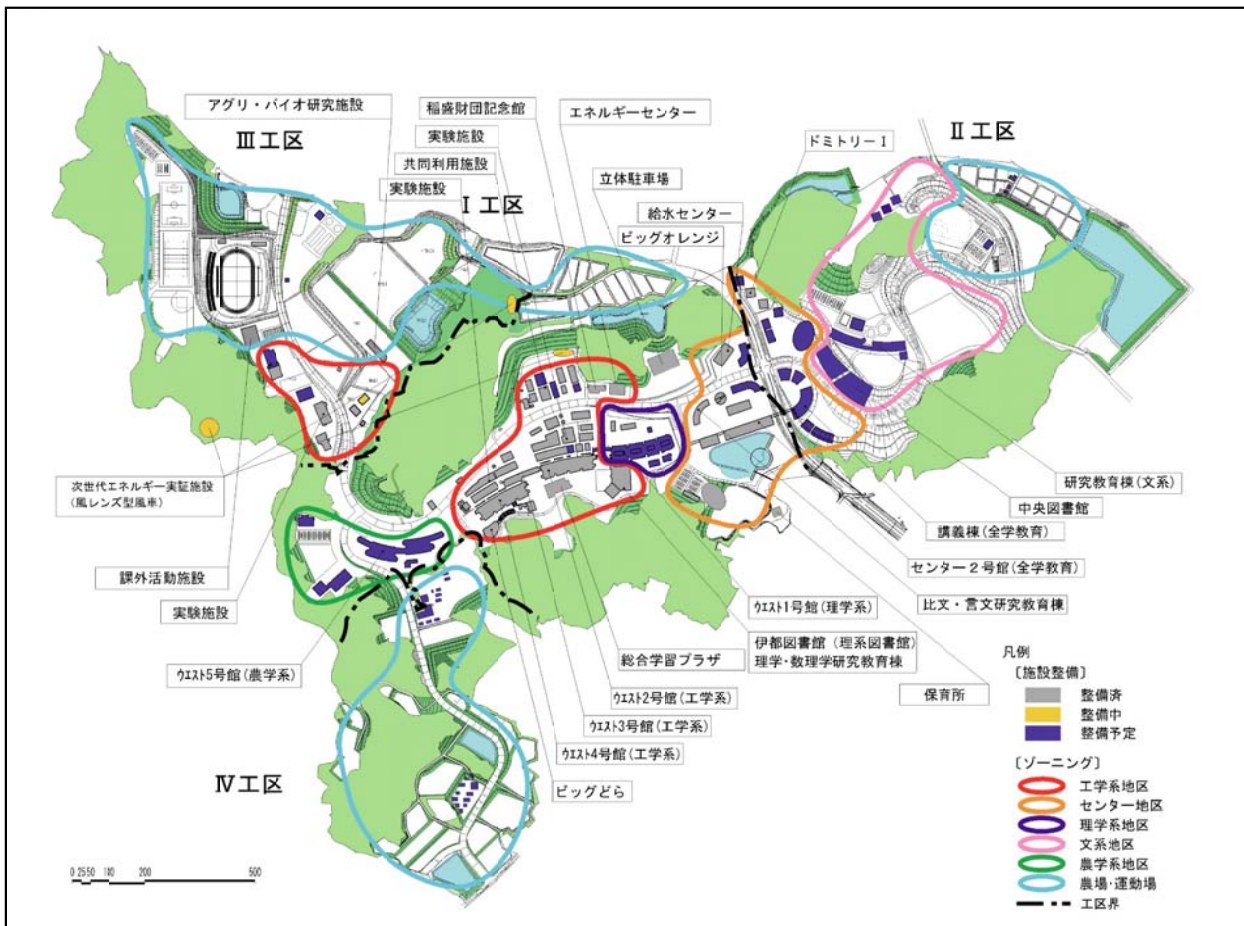 アグリ・バイオ研究施設
稲盛財団記念館
エネルギーセンター
Ⅲ工区
実験施設
ドミトリーⅠ
Ⅱ工区
共同利用施設
立体駐車場
実験施設
Ⅰ工区
給水センター
ビッグオレンジ
次世代エネルギー実証施設
(風レンズ型風車)
研究教育棟(文系)
中央図書館
講義棟(全学教育)
課外活動施設
センター2号館(全学教育)
実験施設
ウエスト1号館(理学系)
比文・言文研究教育棟
総合学習プラザ
伊都図書館(理系図書館)
理学・数理学研究教育棟
ウエスト5号館(農学系)
ウエスト2号館(工学系)
保育所
ウエスト3号館(工学系)
ウエスト4号館(工学系)
Ⅳ工区
ビッグどら
凡例
〔施設整備〕
整備済
整備中
整備予定
〔ゾーニング〕
工学系地区
センター地区
理学系地区
文系地区
農学系地区
農場・運動場
工区界
200
500